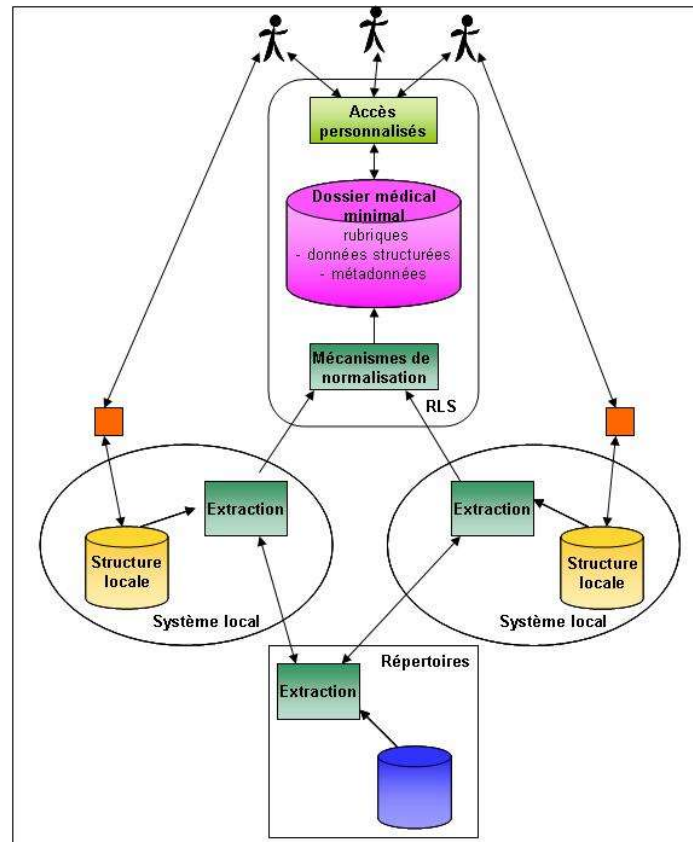 Accès
personnalisés
Dossier médical
minimal
rubriques
- données structurées
- métadonnées
Mécanismes de
normalisation
RLS
Extraction
Structure
locale
Système local
Extraction
Structure
locale
Système local
Répertoires
Extraction